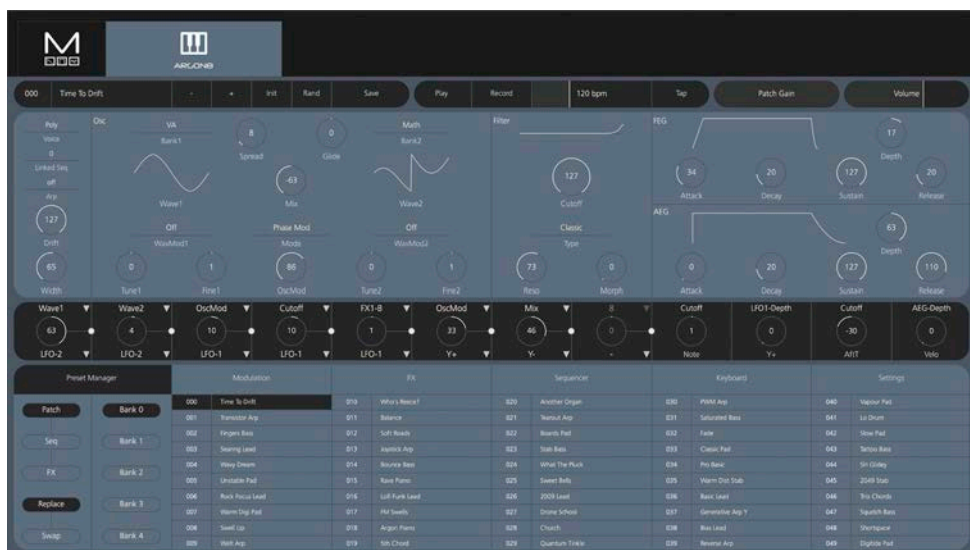 ARGON8
000 Time To Drift - + Init Rand Save Play Record 120 bpm Tap Patch Gain Volume
Poly Osc VA 8 0 Math Filter FEG 17
Voice Bank1 Spread Glide Bank2 Depth
0
Linked Seq
off -63 127 34 20 127 20
Arp Wave1 Mix Wave2 Cutoff Attack Decay Sustain Release
127 Off Phase Mod Off Classic AEG 63
Drift WavMod1 Mode WavMod2 Type Depth
65 0 1 66 0 1 73 0 0 20 127 110
Width Tune1 Fine1 OscMod Tune2 Fine2 Reso Morph Attack Decay Sustain Release
Wave1 Wave2 OscMod Cutoff FX1-B OscMod Mix 8 Cutoff LFO1-Depth Cutoff AEG-Depth
63 4 10 10 1 33 46 0 1 0 -30 0
LFO-2 LFO-2 LFO-1 LFO-1 LFO-1 Y+ Y- - Note Y+ AftT Velo
Preset Manager Modulation FX Sequencer Keyboard Settings
Patch Bank 0
Seq Bank 1
FX Bank 2
Replace Bank 3
Swap Bank 4
000 Time To Drift 010 Who's Reece? 020 Another Organ 030 PWM Arp 040 Vapour Pad
001 Transistor Arp 011 Balance 021 Teanout Arp 031 Saturated Bass 041 Lo Drum
002 Fingers Bass 012 Soft Roads 022 Boards Pad 032 Fade 042 Slow Pad
003 Searing Lead 013 Joystick Arp 023 Stab Bass 033 Classic Pad 043 Tattoo Bass
004 Wavy Dream 014 Bounce Bass 024 What The Pluck 034 Pro Basic 044 Siri Glidey
005 Unstable Pad 015 Rave Piano 025 Sweet Bells 035 Warm Dist Stab 045 2049 Stab
006 Rock Focus Lead 016 Lofi Funk Lead 026 2009 Lead 036 Basic Lead 046 Trio Chords
007 Warm Digi Pad 017 FM Swells 027 Drone School 037 Generative Arp ? 047 Squelch Bass
008 Swell Up 018 Argon Piano 028 Church 038 Bias Lead 048 Shortspace
009 Welt Arp 019 5th Chord 029 Quantum Tinkle 039 Reverse Arp 049 Digitide Pad